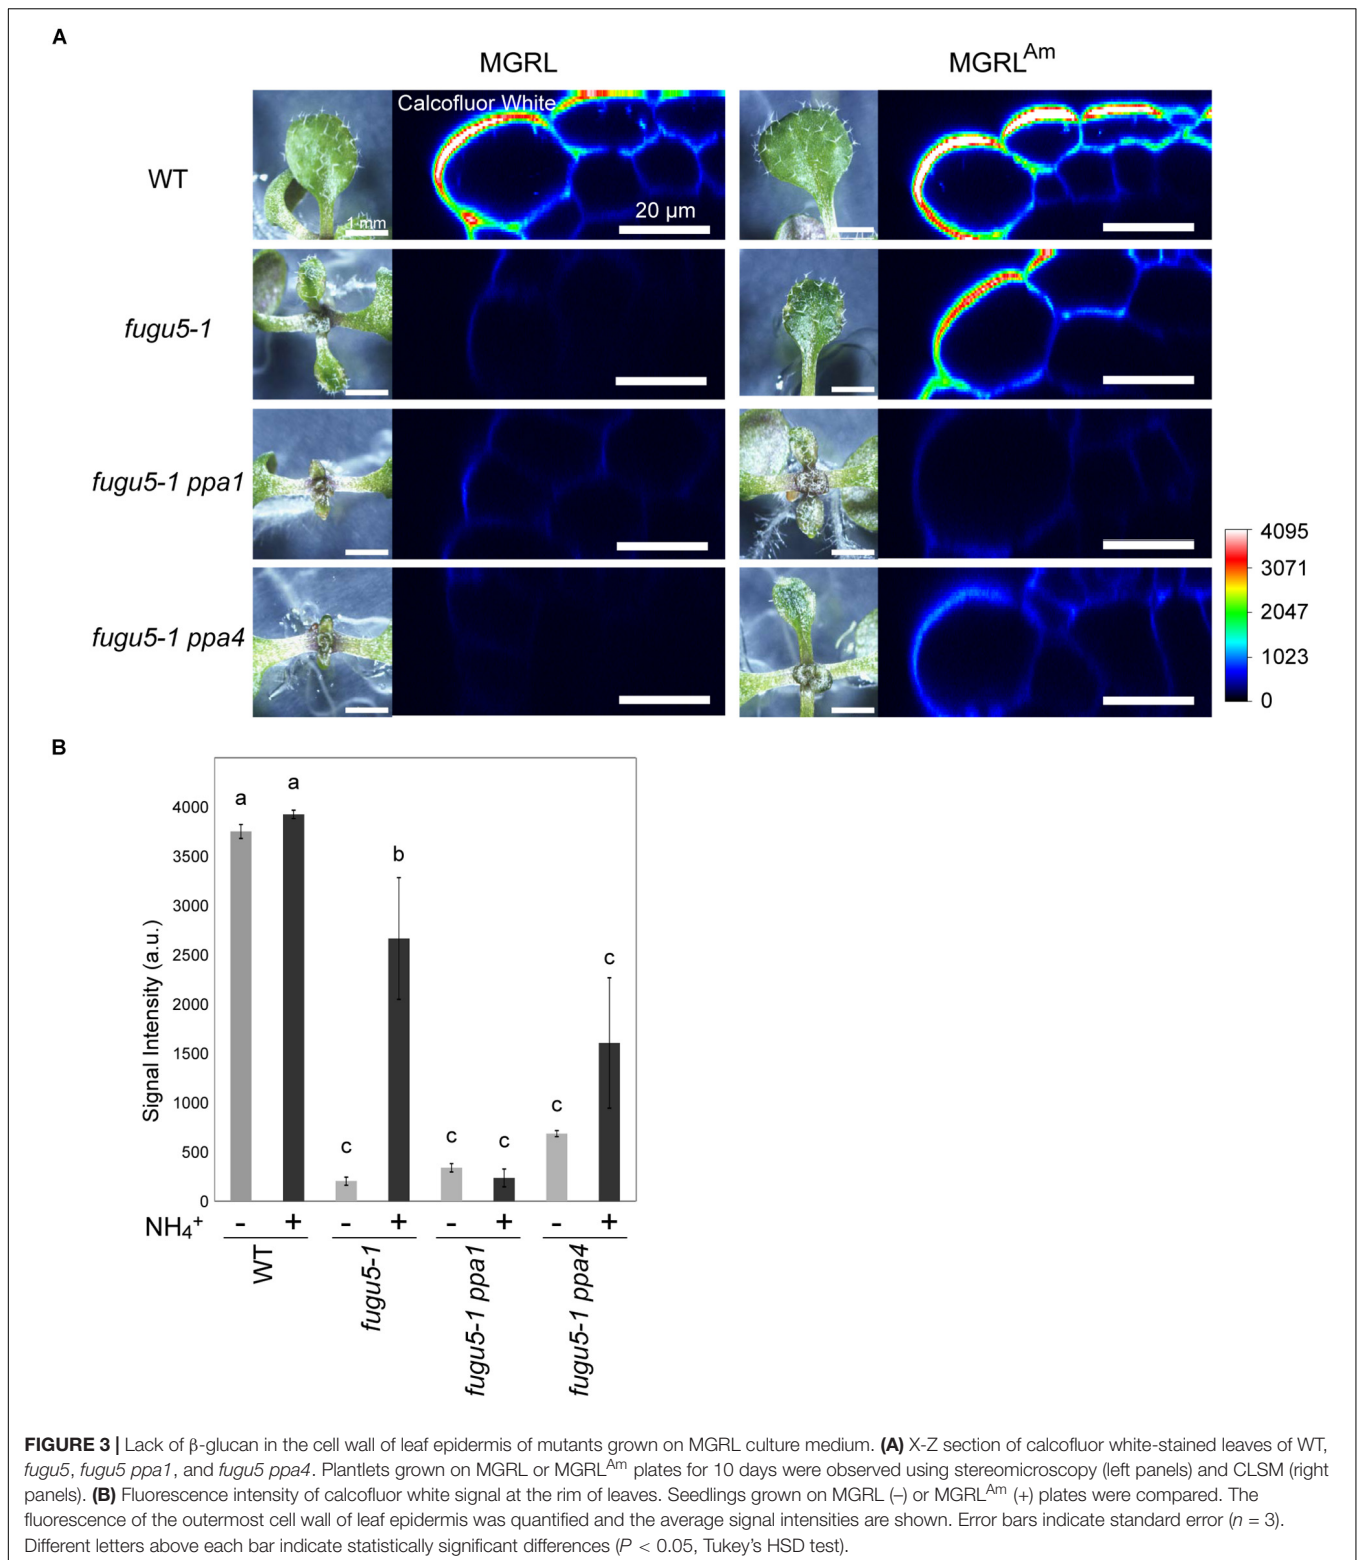 A
MGRL MGRL^Am
Calcofluor White
WT
1 mm
20 µm
fugu5-1
fugu5-1 ppa1
fugu5-1 ppa4
4095
3071
2047
1023
0
B
Signal Intensity (a.u.)
4000
3500
3000
2500
2000
1500
1000
500
0
a a c b c c c c
NH₄⁺ - + - + - + - +
WT
fugu5-1
fugu5-1 ppa1
fugu5-1 ppa4
FIGURE 3 | Lack of β-glucan in the cell wall of leaf epidermis of mutants grown on MGRL culture medium. (A) X-Z section of calcofluor white-stained leaves of WT,
fugu5, fugu5 ppa1, and fugu5 ppa4. Plantlets grown on MGRL or MGRL^Am plates for 10 days were observed using stereomicroscopy (left panels) and CLSM (right
panels). (B) Fluorescence intensity of calcofluor white signal at the rim of leaves. Seedlings grown on MGRL (–) or MGRL^Am (+) plates were compared. The
fluorescence of the outermost cell wall of leaf epidermis was quantified and the average signal intensities are shown. Error bars indicate standard error (n = 3).
Different letters above each bar indicate statistically significant differences (P < 0.05, Tukey's HSD test).